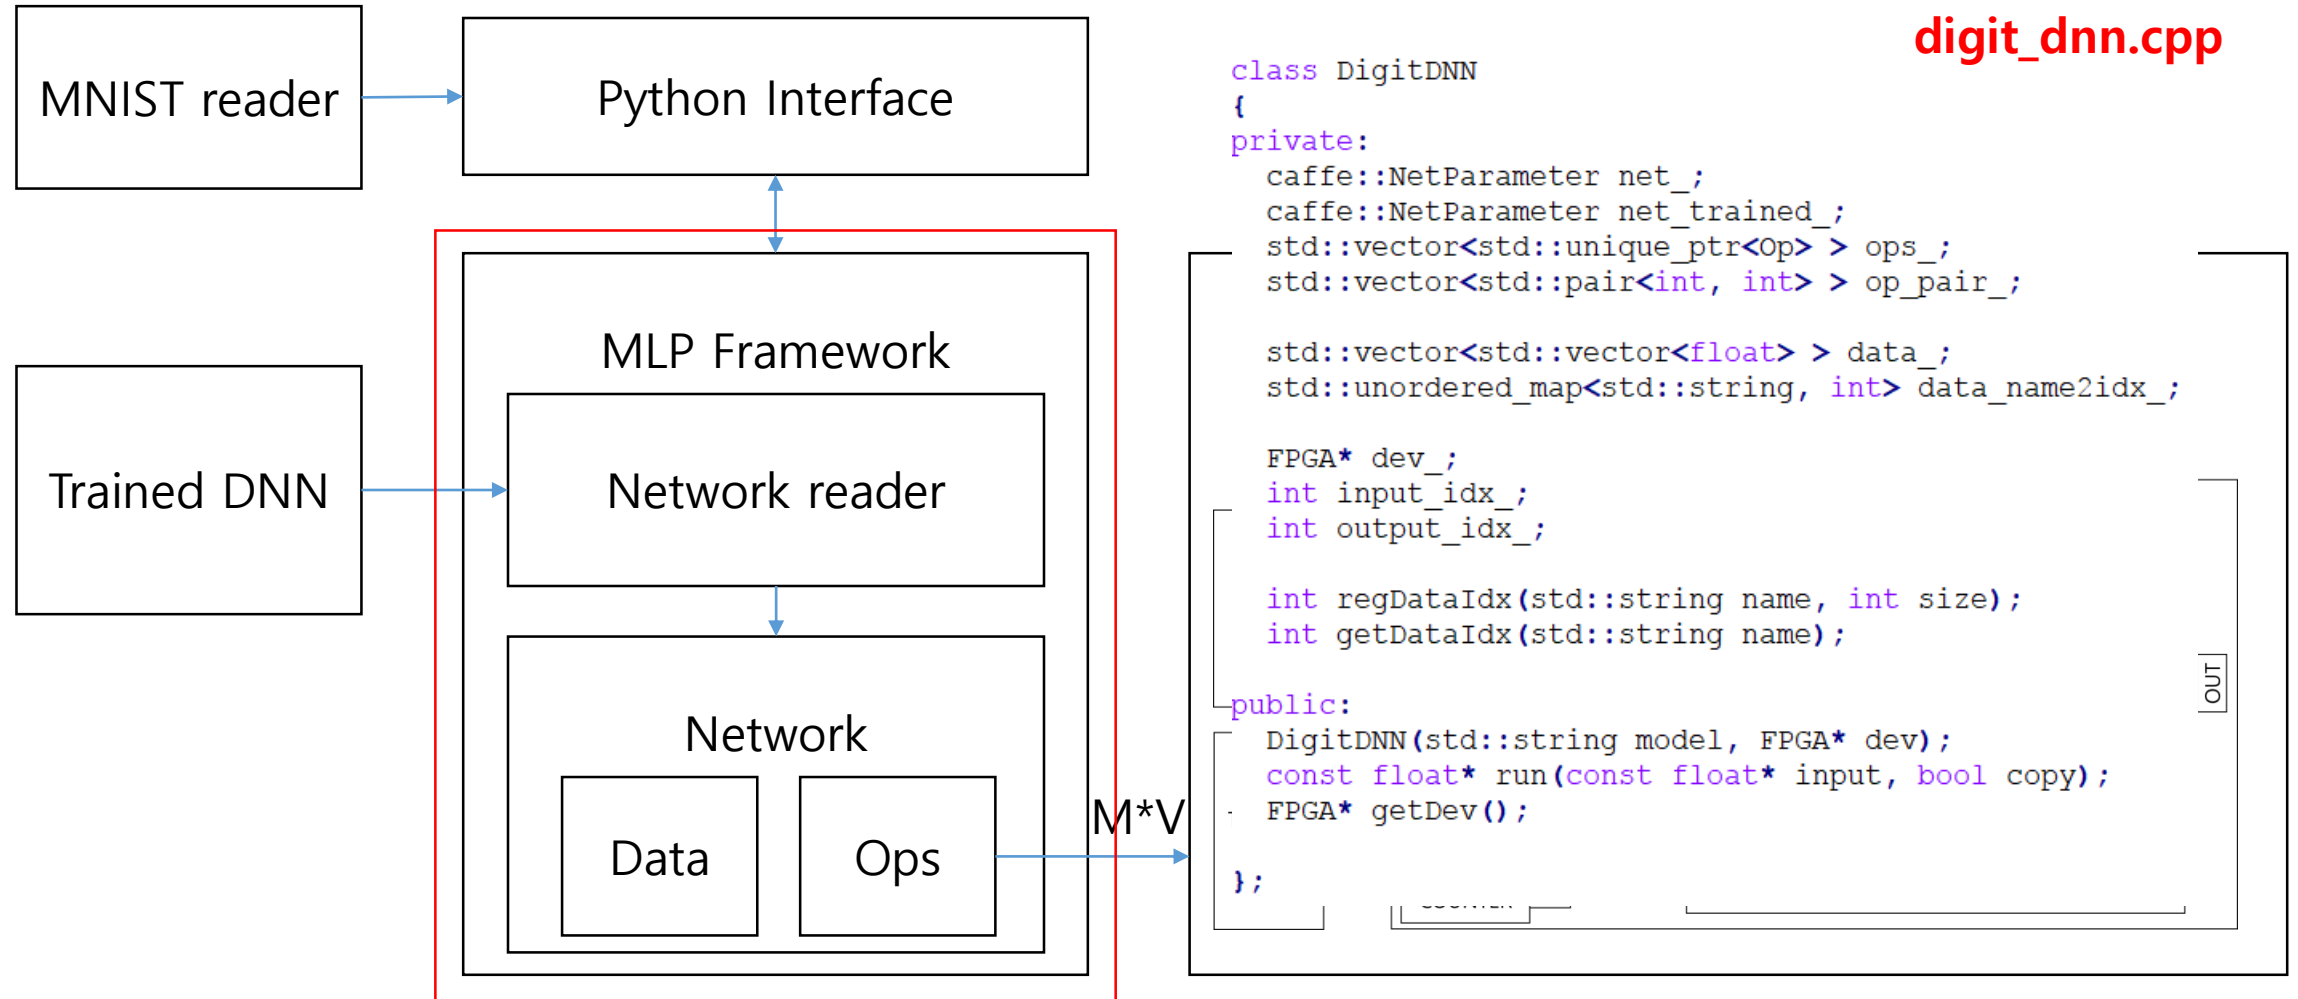 MNIST reader
Python Interface
MLP Framework
Trained DNN
Network reader
Network
Data
Ops
M*V
digit_dnn.cpp
class DigitDNN
{
private:
caffe::NetParameter net_;
caffe::NetParameter net_trained_;
std::vector<std::unique_ptr<Op> > ops_;
std::vector<std::pair<int, int> > op_pair_;
std::vector<std::vector<float> > data_;
std::unordered_map<std::string, int> data_name2idx_;
FPGA* dev_;
int input_idx_;
int output_idx_;
int regDataIdx(std::string name, int size);
int getDataIdx(std::string name);
public:
DigitDNN(std::string model, FPGA* dev);
const float* run(const float* input, bool copy);
FPGA* getDev();
};
OUT
COUNTER